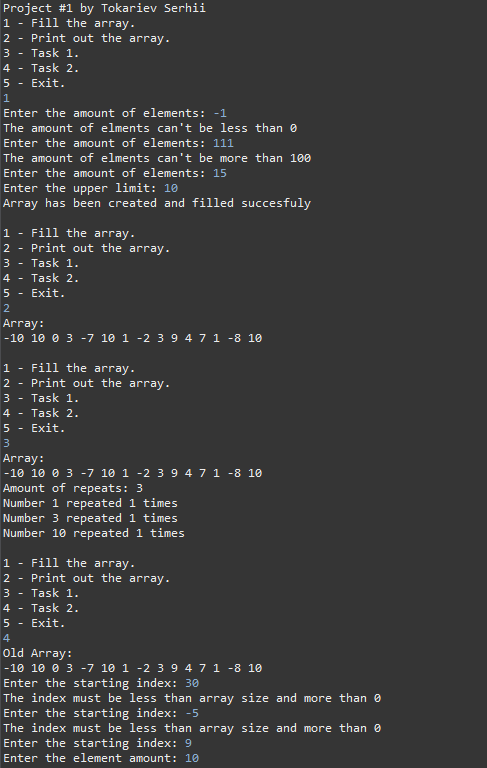 Project #1 by Tokariev Serhii
1 - Fill the array.
2 - Print out the array.
3 - Task 1.
4 - Task 2.
5 - Exit.
1
Enter the amount of elements: -1
The amount of elments can't be less than 0
Enter the amount of elements: 111
The amount of elments can't be more than 100
Enter the amount of elements: 15
Enter the upper limit: 10
Array has been created and filled succesfuly
1 - Fill the array.
2 - Print out the array.
3 - Task 1.
4 - Task 2.
5 - Exit.
2
Array:
-10 10 0 3 -7 10 1 -2 3 9 4 7 1 -8 10
1 - Fill the array.
2 - Print out the array.
3 - Task 1.
4 - Task 2.
5 - Exit.
3
Array:
-10 10 0 3 -7 10 1 -2 3 9 4 7 1 -8 10
Amount of repeats: 3
Number 1 repeated 1 times
Number 3 repeated 1 times
Number 10 repeated 1 times
1 - Fill the array.
2 - Print out the array.
3 - Task 1.
4 - Task 2.
5 - Exit.
4
Old Array:
-10 10 0 3 -7 10 1 -2 3 9 4 7 1 -8 10
Enter the starting index: 30
The index must be less than array size and more than 0
Enter the starting index: -5
The index must be less than array size and more than 0
Enter the starting index: 9
Enter the element amount: 10